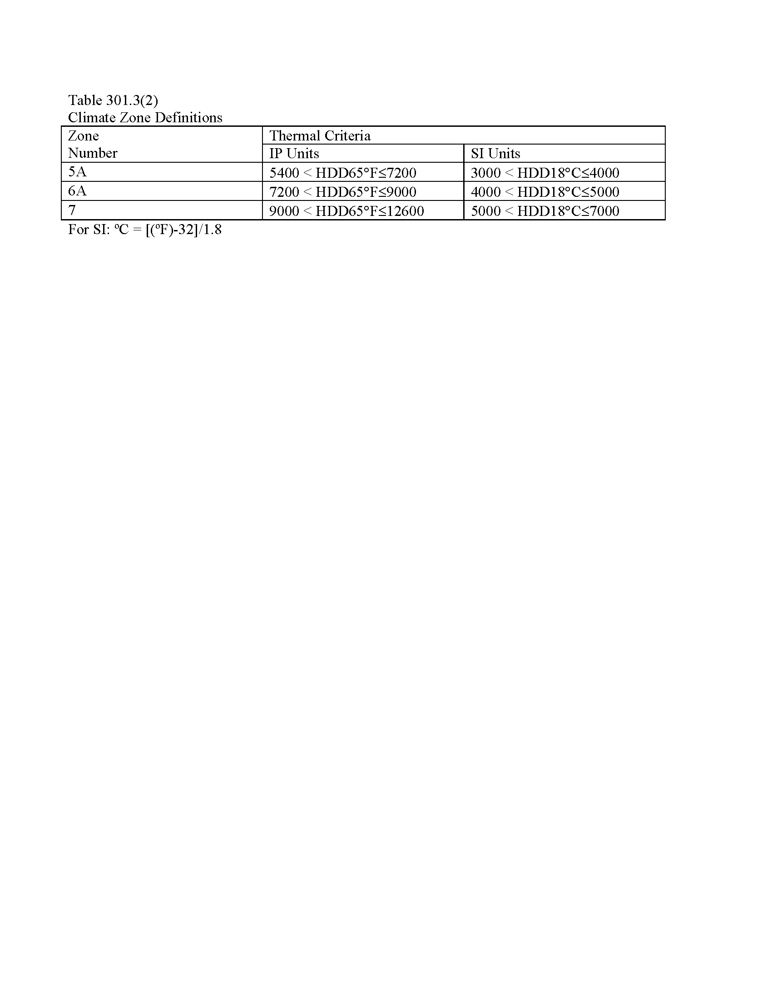 Table 301.3(2)
Climate Zone Definitions
Zone
Number
Thermal Criteria
IP Units
SI Units
5A
5400 < HDD65°F≤7200
3000 < HDD18°C≤4000
6A
7200 < HDD65°F≤9000
4000 < HDD18°C≤5000
7
9000 < HDD65°F≤12600
5000 < HDD18°C≤7000
For SI: ºC = [(ºF)-32]/1.8